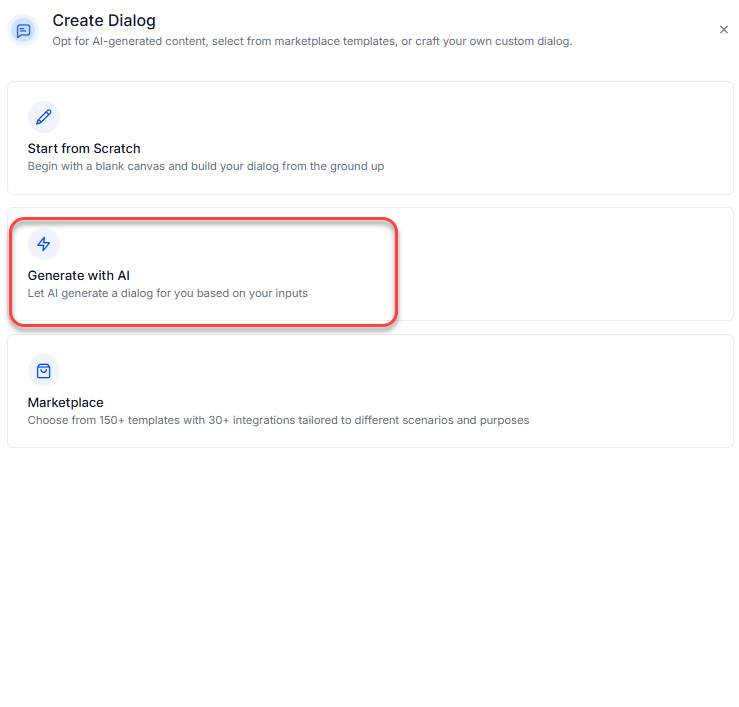 Create Dialog
Opt for AI-generated content, select from marketplace templates, or craft your own custom dialog.
Start from Scratch
Begin with a blank canvas and build your dialog from the ground up
Generate with AI
Let AI generate a dialog for you based on your inputs
Marketplace
Choose from 150+ templates with 30+ integrations tailored to different scenarios and purposes